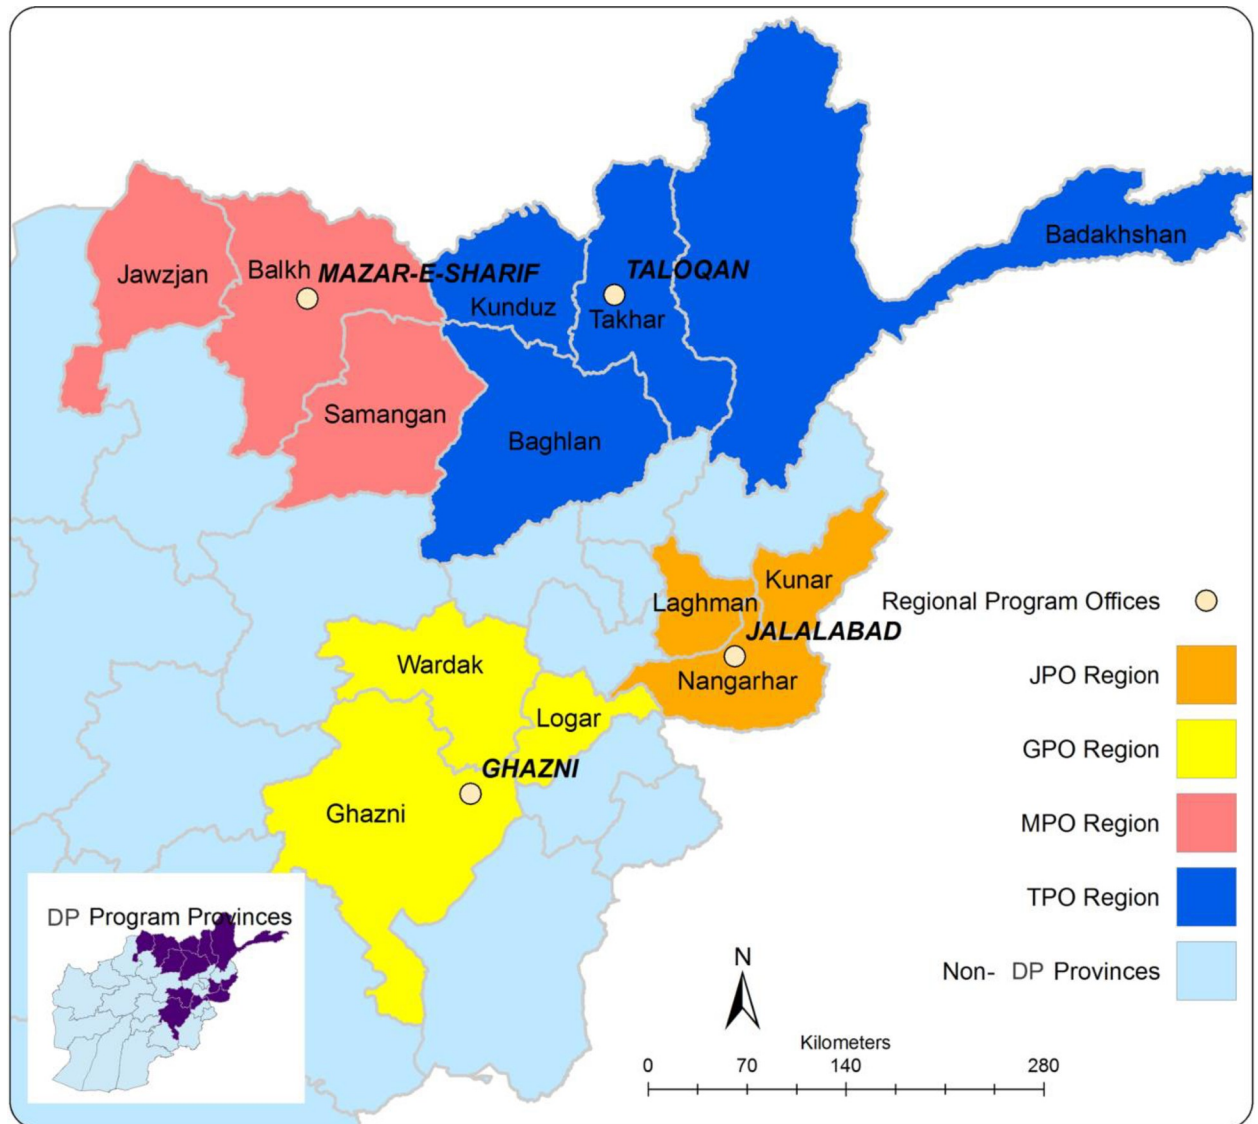 Badakhshan
Jawzjan
Balkh MAZAR-E-SHARIF
TALOQAN
Kunduz
Takhar
Samangan
Baghlan
Kunar
Laghman
JALALABAD
Wardak
Nangarhar
Logar
GHAZNI
Ghazni
Regional Program Offices
JPO Region
GPO Region
MPO Region
TPO Region
Non- DP Provinces
DP Program Provinces
N
Kilometers
0 70 140 280